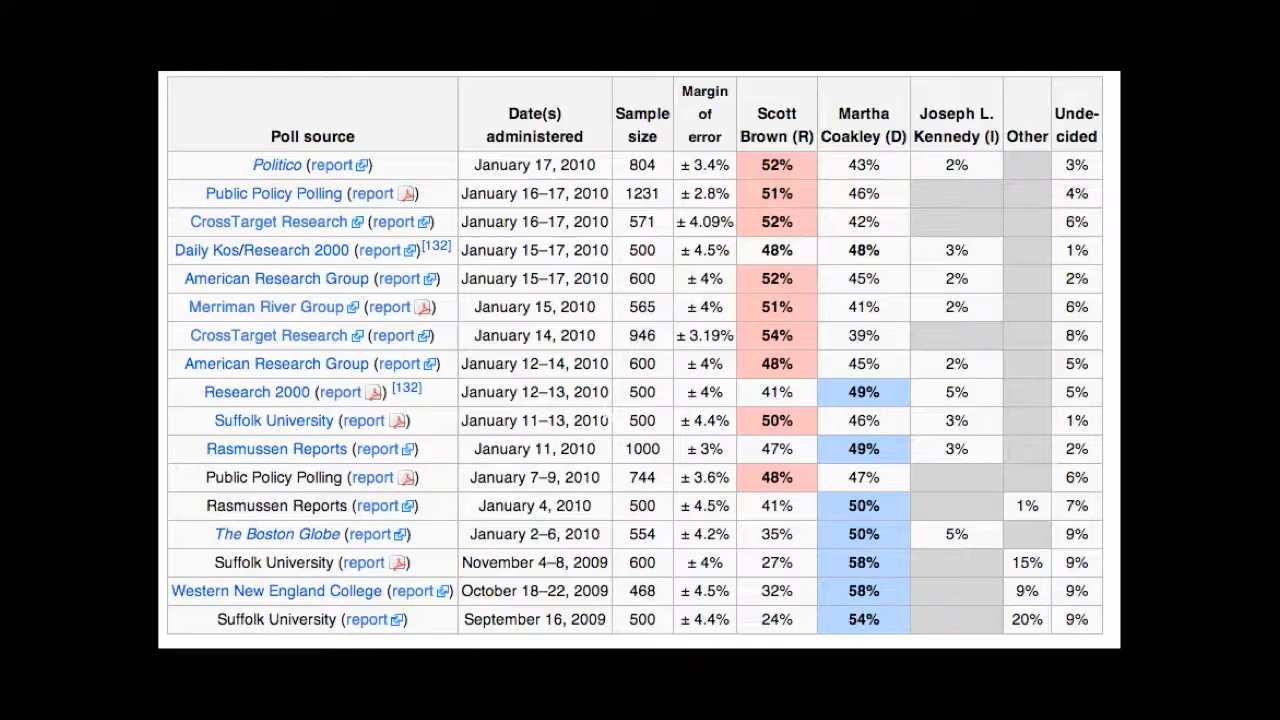 Poll source Date(s) administered Sample size Margin of error Scott Brown (R) Martha Coakley (D) Joseph L. Kennedy (I) Other Unde-cided
Politico (report) January 17, 2010 804 ± 3.4% 52% 43% 2% 3%
Public Policy Polling (report) January 16–17, 2010 1231 ± 2.8% 51% 46% 4%
CrossTarget Research (report) January 16–17, 2010 571 ± 4.09% 52% 42% 6%
Daily Kos/Research 2000 (report)[132] January 15–17, 2010 500 ± 4.5% 48% 48% 3% 1%
American Research Group (report) January 15–17, 2010 600 ± 4% 52% 45% 2% 2%
Merriman River Group (report) January 15, 2010 565 ± 4% 51% 41% 2% 6%
CrossTarget Research (report) January 14, 2010 946 ± 3.19% 54% 39% 8%
American Research Group (report) January 12–14, 2010 600 ± 4% 48% 45% 2% 5%
Research 2000 (report) [132] January 12–13, 2010 500 ± 4% 41% 49% 5% 5%
Suffolk University (report) January 11–13, 2010 500 ± 4.4% 50% 46% 3% 1%
Rasmussen Reports (report) January 11, 2010 1000 ± 3% 47% 49% 3% 2%
Public Policy Polling (report) January 7–9, 2010 744 ± 3.6% 48% 47% 6%
Rasmussen Reports (report) January 4, 2010 500 ± 4.5% 41% 50% 1% 7%
The Boston Globe (report) January 2–6, 2010 554 ± 4.2% 35% 50% 5% 9%
Suffolk University (report) November 4–8, 2009 600 ± 4% 27% 58% 15% 9%
Western New England College (report) October 18–22, 2009 468 ± 4.5% 32% 58% 9% 9%
Suffolk University (report) September 16, 2009 500 ± 4.4% 24% 54% 20% 9%